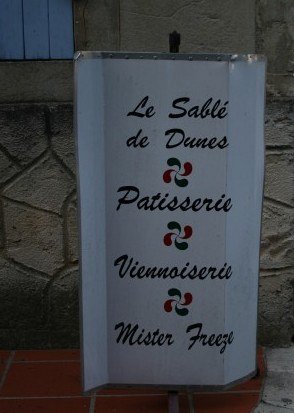 Le Sablé
de Dunes
Patisserie
Viennoiserie
Mister Freeze